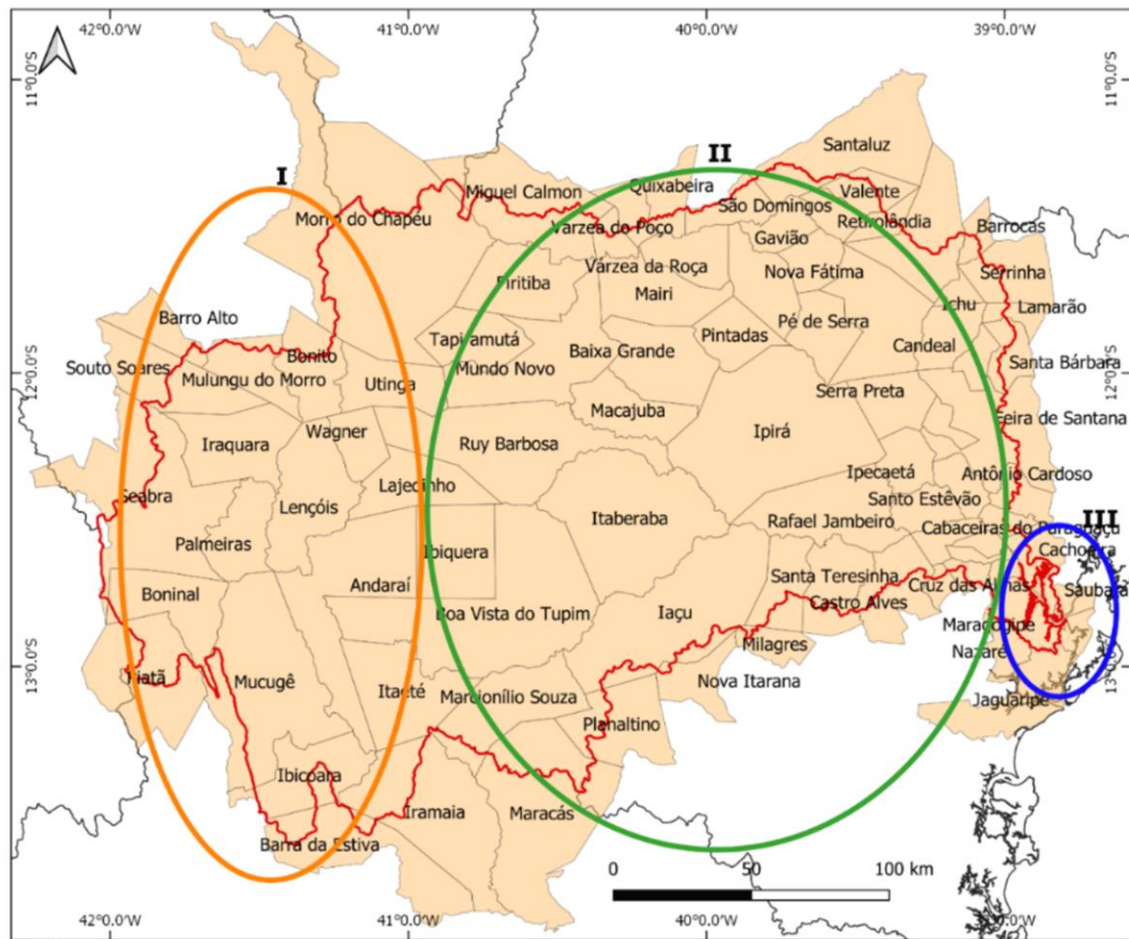 42°0.0'W 41°0.0'W 40°0.0'W 39°0.0'W
11°0.0'S 11°0.0'S
Santaluz
II
I
Miguel Calmon Quixabeira Valente
São Domingos
Morro do Chapéu Várzea do Poço Retirolândia Barrocas
Gavião
Várzea da Roça Nova Fátima Serrinha
Piritiba Mairi
Ichu Lamarão
Barro Alto Pé de Serra
Tapiramutá Pintadas
Bonito Baixa Grande Candeal
Souto Soares Mundo Novo Santa Bárbara
12°0.0'S 12°0.0'S
Mulungu do Morro Utinga Serra Preta
Macajuba Feira de Santana
Iraquara Wagner Ruy Barbosa Ipirá
Ipecaetá Antônio Cardoso
Seabra Lajedinho Santo Estêvão
Lençóis Itaberaba Rafael Jambeiro Cabaceiras do Paraguaçu
III
Palmeiras Ibiquera Cachoeira
Boninal Andaraí Santa Teresinha Cruz das Almas Saubara
Boa Vista do Tupim Iaçu Castro Alves
Maragogipe
Milagres Nazaré
13°0.0'S 13°0.0'S
Piatã Mucugê Itaeté Marcionílio Souza Nova Itarana
Jaguaripe
Planaltino
Ibicoara
Iramaia Maracás
Barra da Estiva
0 50 100 km
42°0.0'W 41°0.0'W 40°0.0'W 39°0.0'W